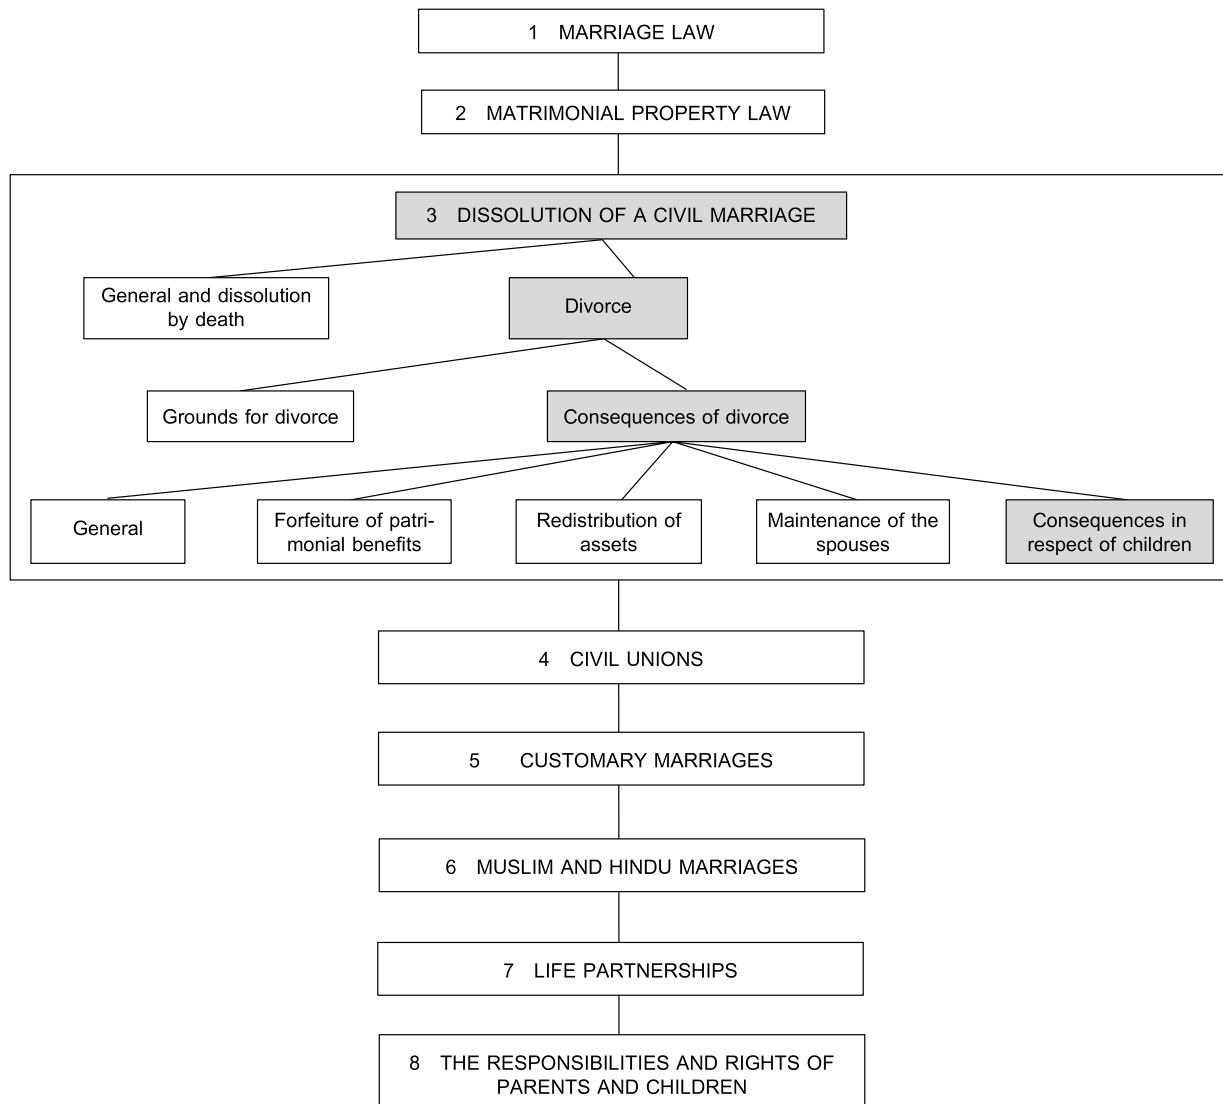 1 MARRIAGE LAW
2 MATRIMONIAL PROPERTY LAW
3 DISSOLUTION OF A CIVIL MARRIAGE
General and dissolution
by death
Divorce
Grounds for divorce
Consequences of divorce
General
Forfeiture of patri-
monial benefits
Redistribution of
assets
Maintenance of the
spouses
Consequences in
respect of children
4 CIVIL UNIONS
5 CUSTOMARY MARRIAGES
6 MUSLIM AND HINDU MARRIAGES
7 LIFE PARTNERSHIPS
8 THE RESPONSIBILITIES AND RIGHTS OF
PARENTS AND CHILDREN